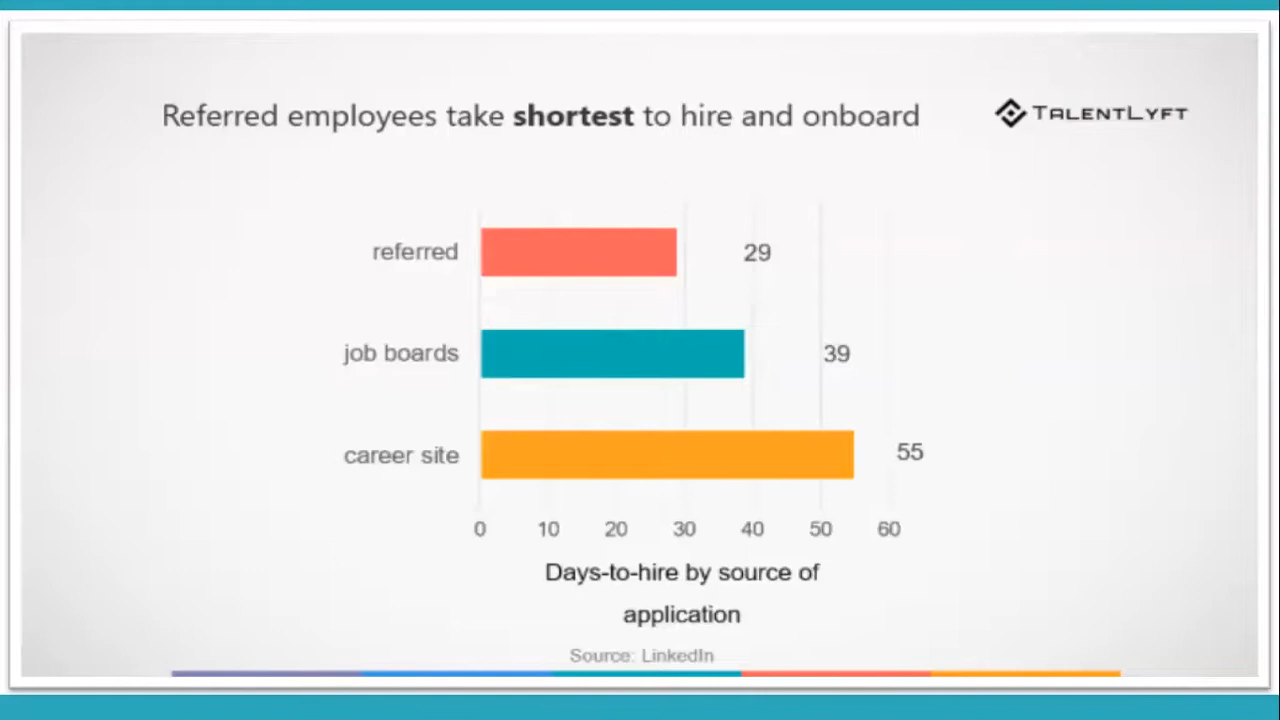 Referred employees take shortest to hire and onboard
TALENTLYFT
referred 29
job boards 39
career site 55
0 10 20 30 40 50 60
Days-to-hire by source of
application
Source: LinkedIn